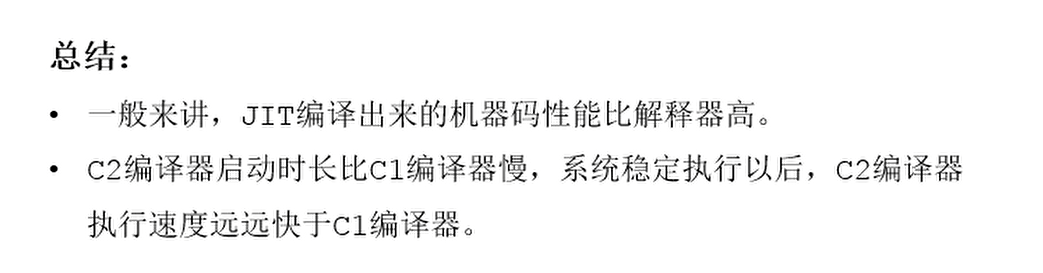 总结：
• 一般来讲，JIT编译出来的机器码性能比解释器高。
• C2编译器启动时长比C1编译器慢，系统稳定执行以后，C2编译器
执行速度远远快于C1编译器。